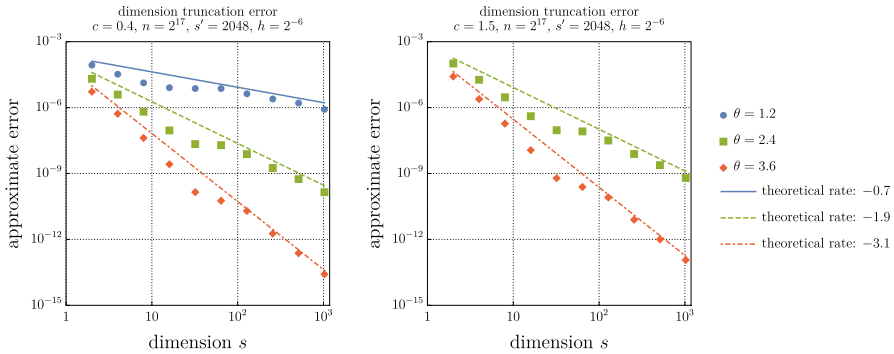 dimension truncation error
c = 0.4, n = 2^17, s′ = 2048, h = 2^−6
10^−3
10^−6
10^−9
10^−12
10^−15
approximate error
1
10
10^2
10^3
dimension s
dimension truncation error
c = 1.5, n = 2^17, s′ = 2048, h = 2^−6
10^−3
10^−6
10^−9
10^−12
10^−15
approximate error
1
10
10^2
10^3
dimension s
θ = 1.2
θ = 2.4
θ = 3.6
theoretical rate: −0.7
theoretical rate: −1.9
theoretical rate: −3.1